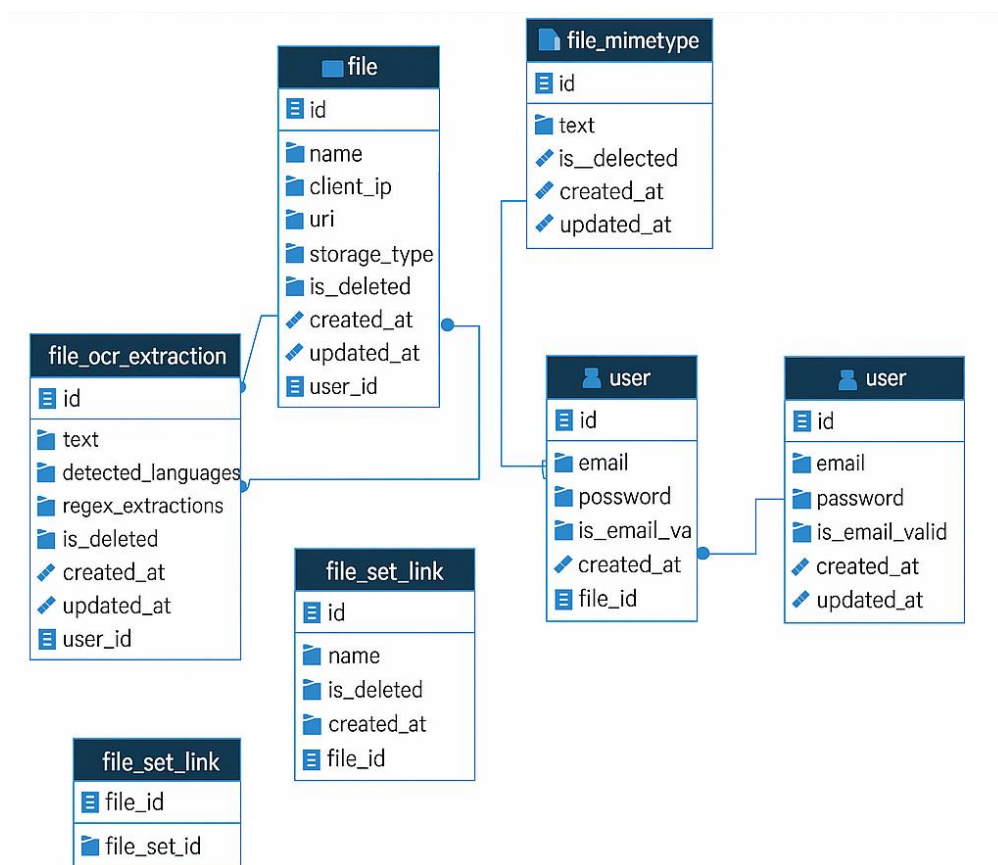 file
id
name
client_ip
uri
storage_type
is_deleted
created_at
updated_at
user_id
file_mimetype
id
text
is__delected
created_at
updated_at
file_ocr_extraction
id
text
detected_languages
regex_extractions
is_deleted
created_at
updated_at
user_id
user
id
email
possword
is_email_va
created_at
file_id
user
id
email
password
is_email_valid
created_at
updated_at
file_set_link
id
name
is_deleted
created_at
file_id
file_set_link
file_id
file_set_id